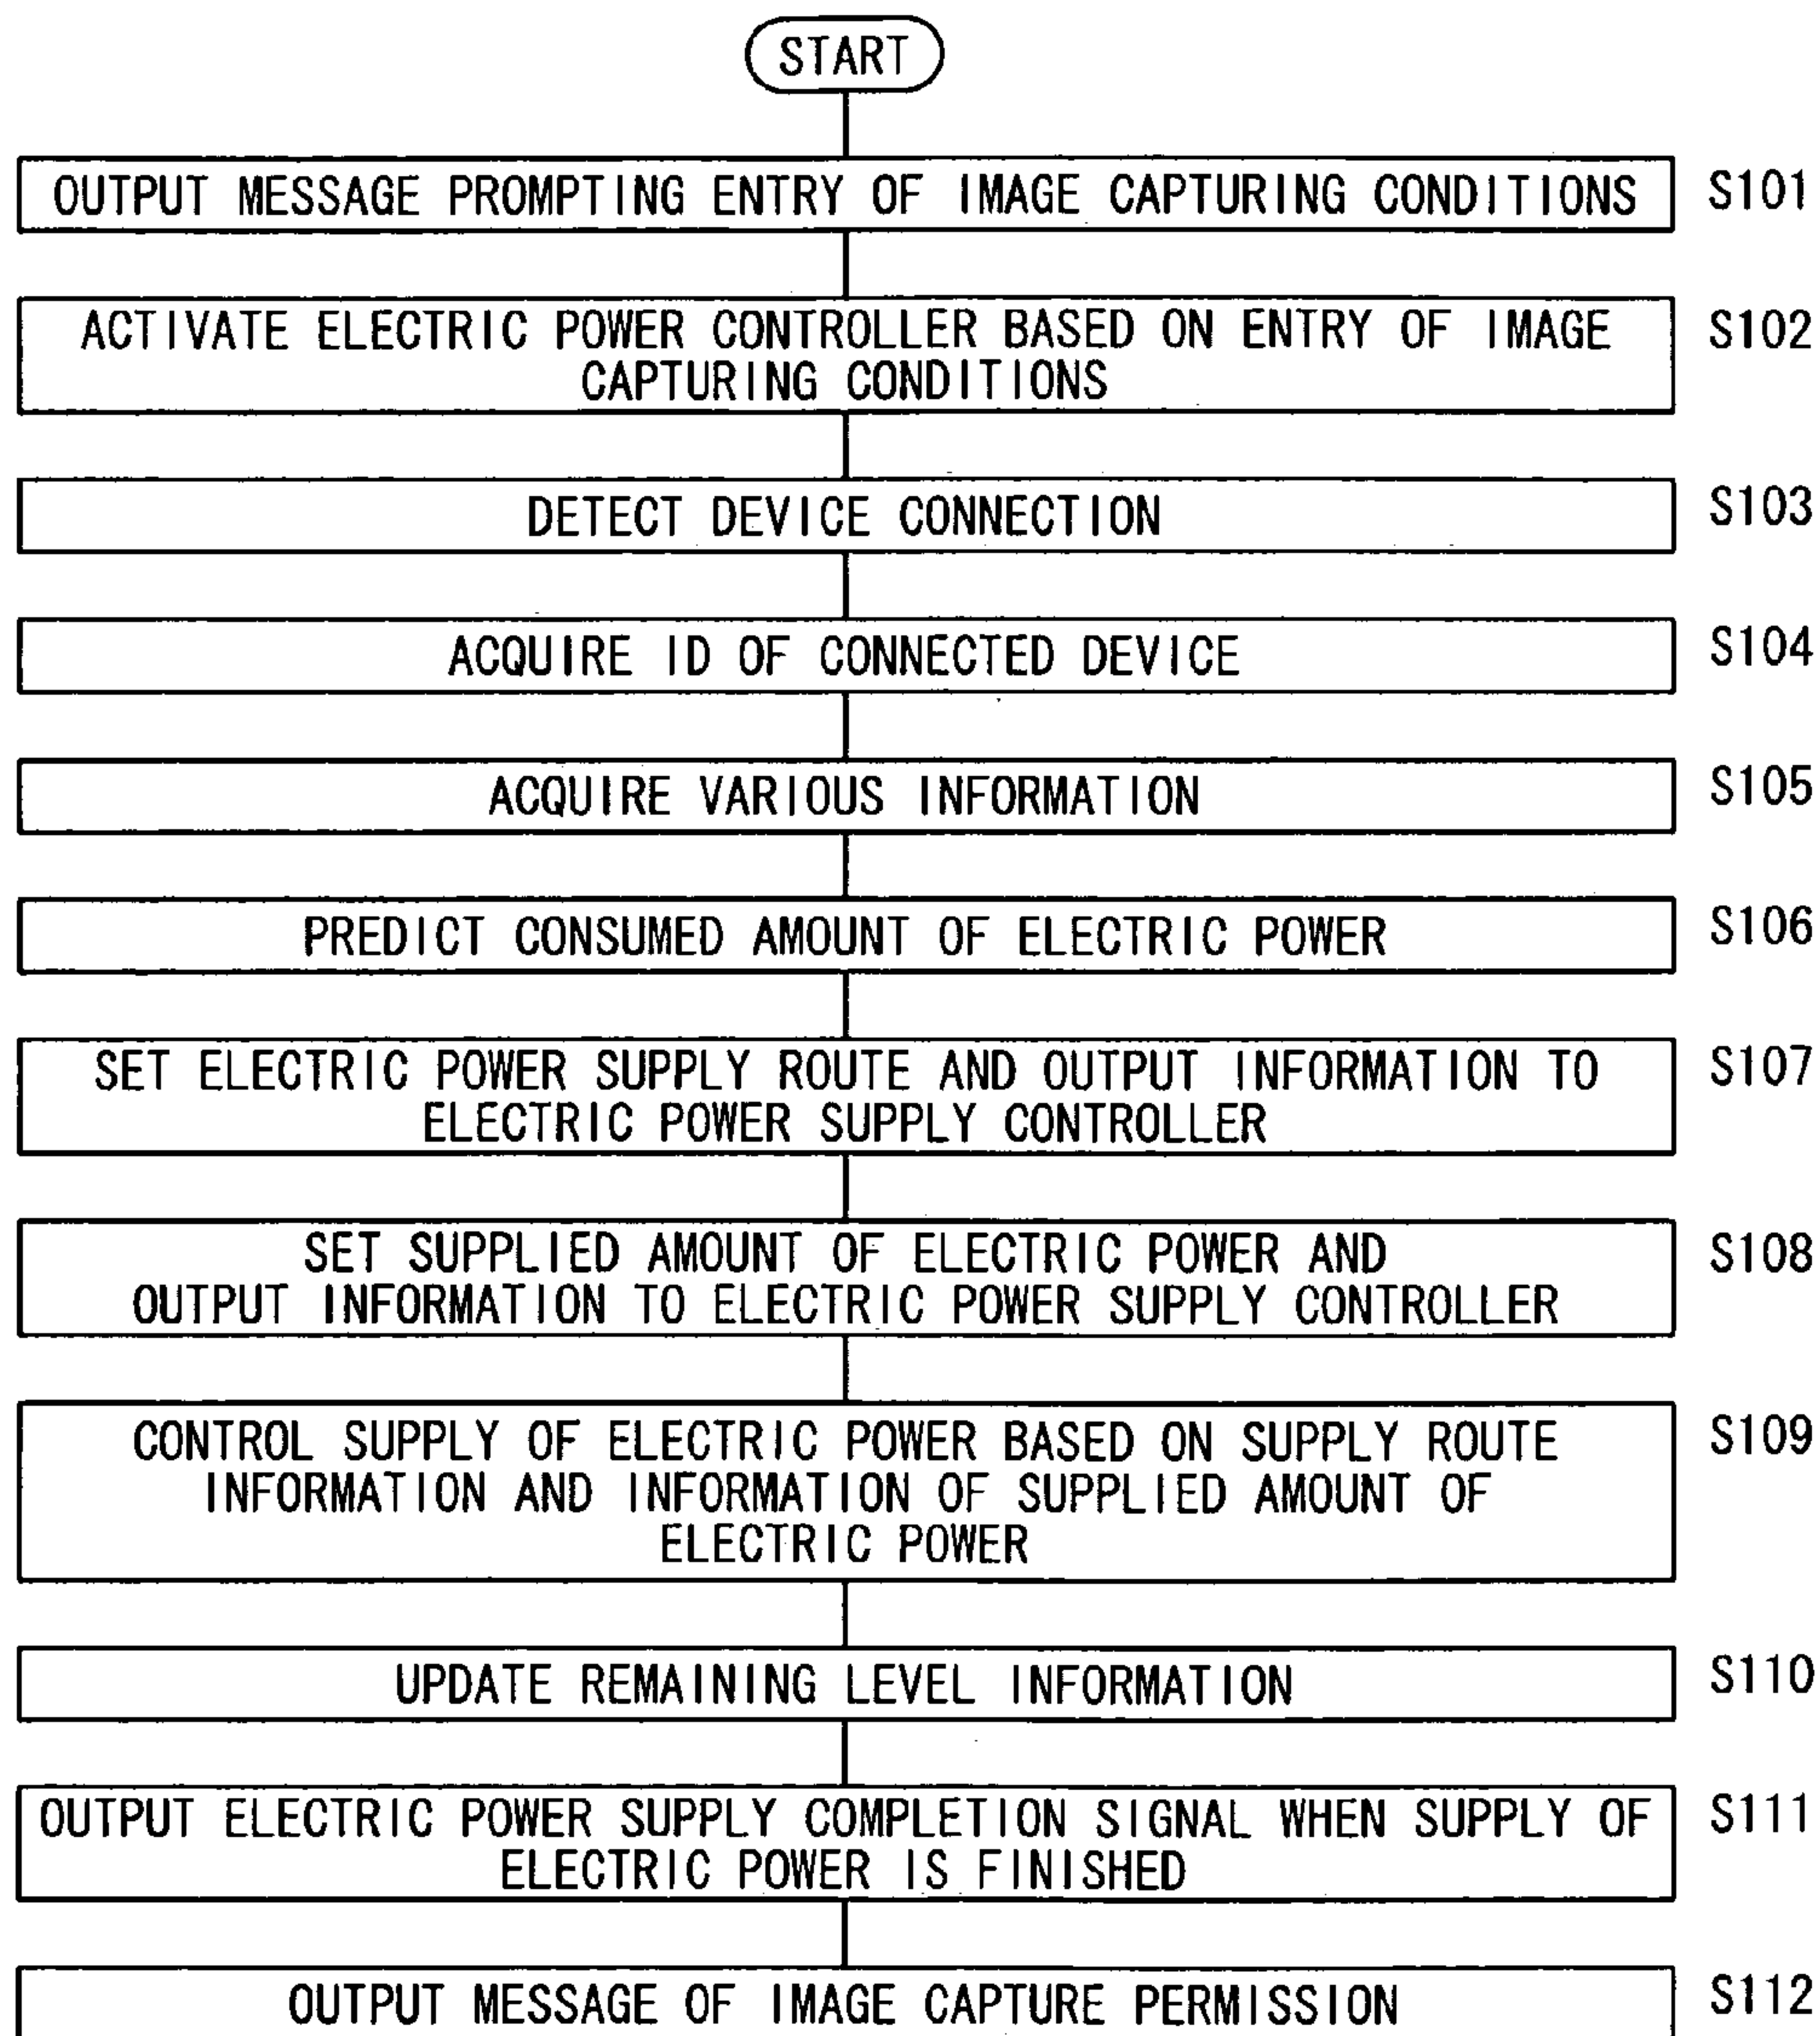 START
OUTPUT MESSAGE PROMPTING ENTRY OF IMAGE CAPTURING CONDITIONS S101
ACTIVATE ELECTRIC POWER CONTROLLER BASED ON ENTRY OF IMAGE S102
CAPTURING CONDITIONS
DETECT DEVICE CONNECTION S103
ACQUIRE ID OF CONNECTED DEVICE S104
ACQUIRE VARIOUS INFORMATION S105
PREDICT CONSUMED AMOUNT OF ELECTRIC POWER S106
SET ELECTRIC POWER SUPPLY ROUTE AND OUTPUT INFORMATION TO S107
ELECTRIC POWER SUPPLY CONTROLLER
SET SUPPLIED AMOUNT OF ELECTRIC POWER AND S108
OUTPUT INFORMATION TO ELECTRIC POWER SUPPLY CONTROLLER
CONTROL SUPPLY OF ELECTRIC POWER BASED ON SUPPLY ROUTE S109
INFORMATION AND INFORMATION OF SUPPLIED AMOUNT OF
ELECTRIC POWER
UPDATE REMAINING LEVEL INFORMATION S110
OUTPUT ELECTRIC POWER SUPPLY COMPLETION SIGNAL WHEN SUPPLY OF S111
ELECTRIC POWER IS FINISHED
OUTPUT MESSAGE OF IMAGE CAPTURE PERMISSION S112